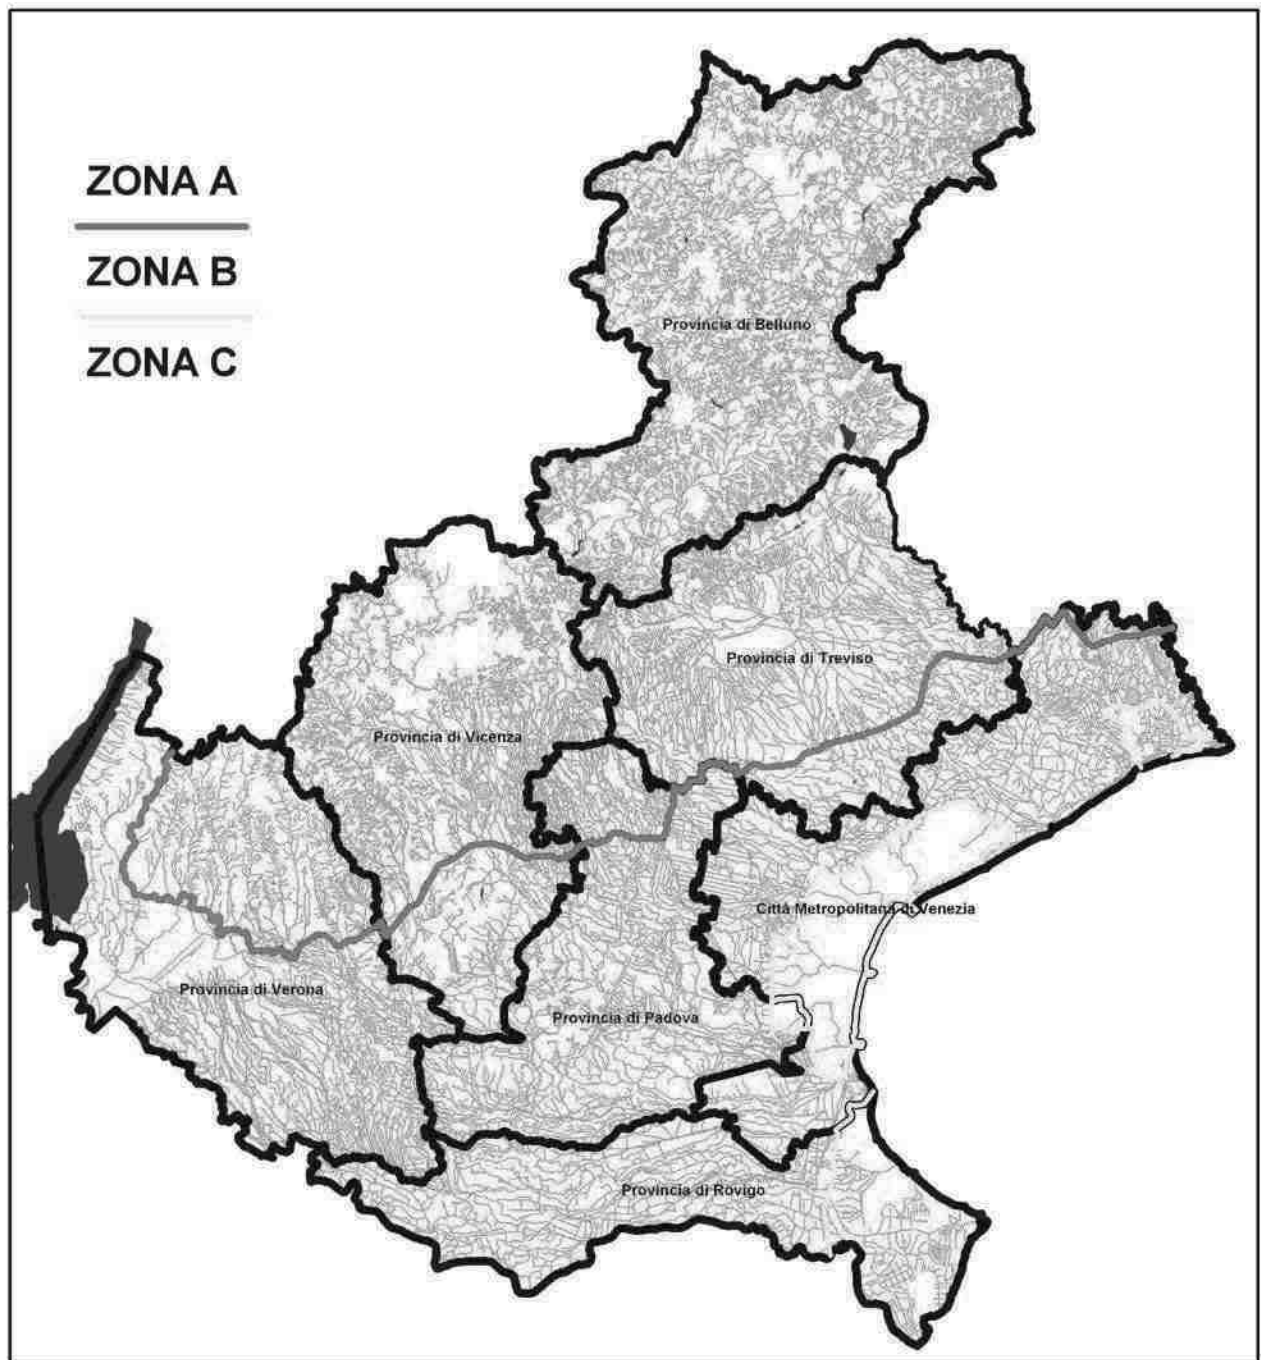 ZONA A
ZONA B
ZONA C
Provincia di Belluno
Provincia di Treviso
Provincia di Vicenza
Città Metropolitana di Venezia
Provincia di Verona
Provincia di Padova
Provincia di Rovigo